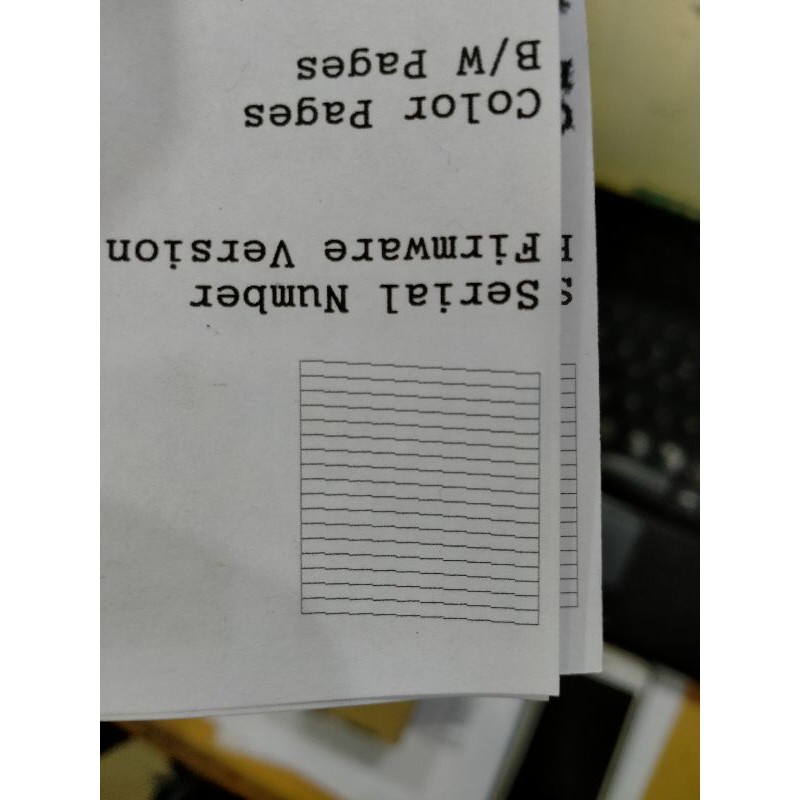 Serial Number
Firmware Version
Color Pages
B/W Pages